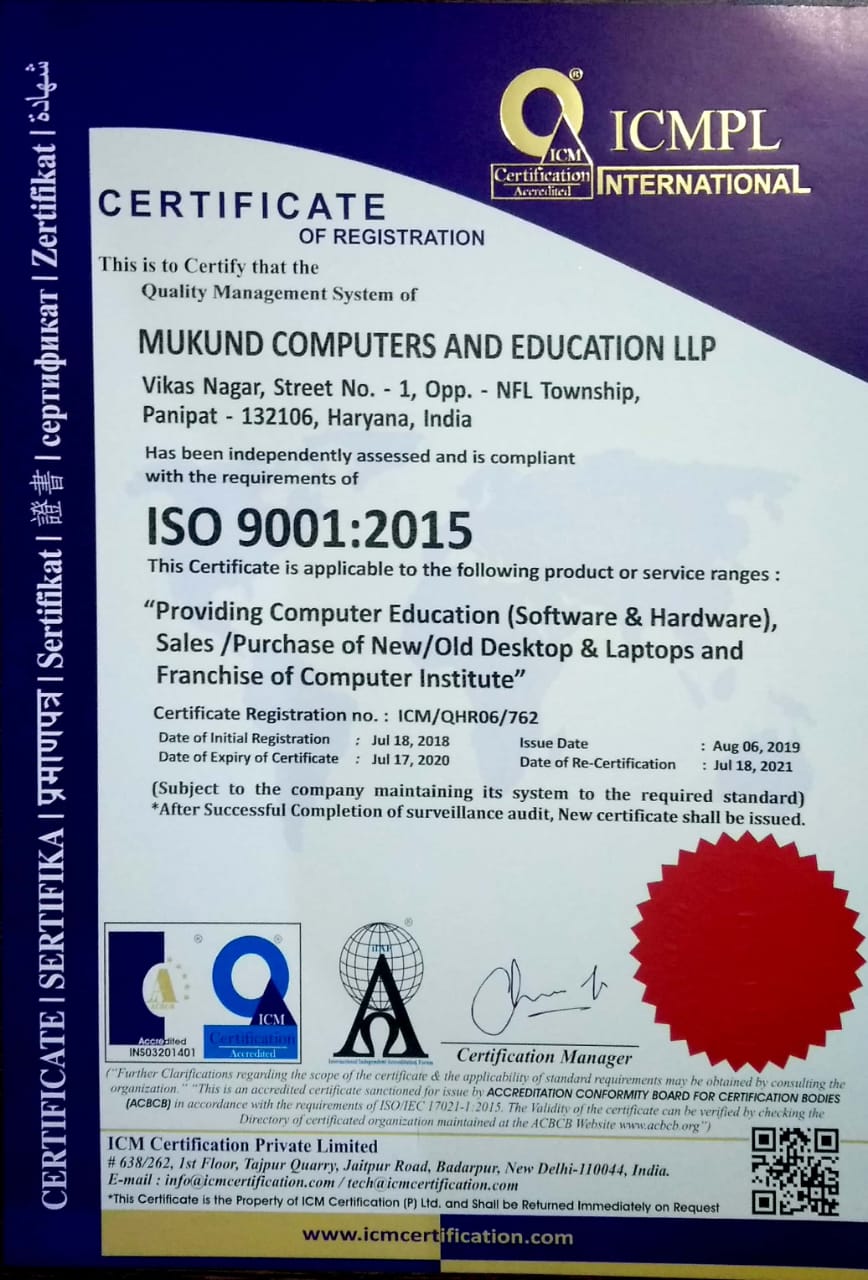 ICM
Certification
Accredited
ICMPL
INTERNATIONAL
CERTIFICATE
OF REGISTRATION
This is to Certify that the
Quality Management System of
MUKUND COMPUTERS AND EDUCATION LLP
Vikas Nagar, Street No. - 1, Opp. - NFL Township,
Panipat - 132106, Haryana, India
Has been independently assessed and is compliant
with the requirements of
ISO 9001:2015
This Certificate is applicable to the following product or service ranges :
“Providing Computer Education (Software & Hardware),
Sales /Purchase of New/Old Desktop & Laptops and
Franchise of Computer Institute”
Certificate Registration no. : ICM/QHR06/762
Date of Initial Registration : Jul 18, 2018 Issue Date : Aug 06, 2019
Date of Expiry of Certificate : Jul 17, 2020 Date of Re-Certification : Jul 18, 2021
(Subject to the company maintaining its system to the required standard)
*After Successful Completion of surveillance audit, New certificate shall be issued.
ACBCB
Accredited
INS03201401
ICM
Certification
Accredited
International Independent Accreditation Forum
Certification Manager
("Further Clarifications regarding the scope of the certificate & the applicability of standard requirements may be obtained by consulting the
organization." "This is an accredited certificate sanctioned for issue by ACCREDITATION CONFORMITY BOARD FOR CERTIFICATION BODIES
(ACBCB) in accordance with the requirements of ISO/IEC 17021-1:2015. The Validity of the certificate can be verified by checking the
Directory of certificated organization maintained at the ACBCB Website www.acbcb.org")
ICM Certification Private Limited
# 638/262, 1st Floor, Tajpur Quarry, Jaitpur Road, Badarpur, New Delhi-110044, India.
E-mail : info@icmcertification.com / tech@icmcertification.com
*This Certificate is the Property of ICM Certification (P) Ltd. and Shall be Returned Immediately on Request
www.icmcertification.com
CERTIFICATE | SERTIFIKA | प्रमाणपत्र | Sertifikat | 證書 | сертификат | Zertifikat | شهادة